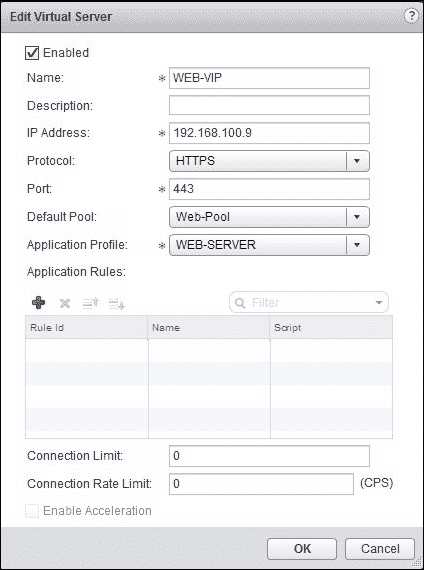 Edit Virtual Server ?
Enabled
Name: * WEB-VIP
Description:
IP Address: * 192.168.100.9
Protocol: HTTPS
Port: * 443
Default Pool: Web-Pool
Application Profile: * WEB-SERVER
Application Rules:
Filter
Rule Id Name Script
Connection Limit: 0
Connection Rate Limit: 0 (CPS)
Enable Acceleration
OK Cancel